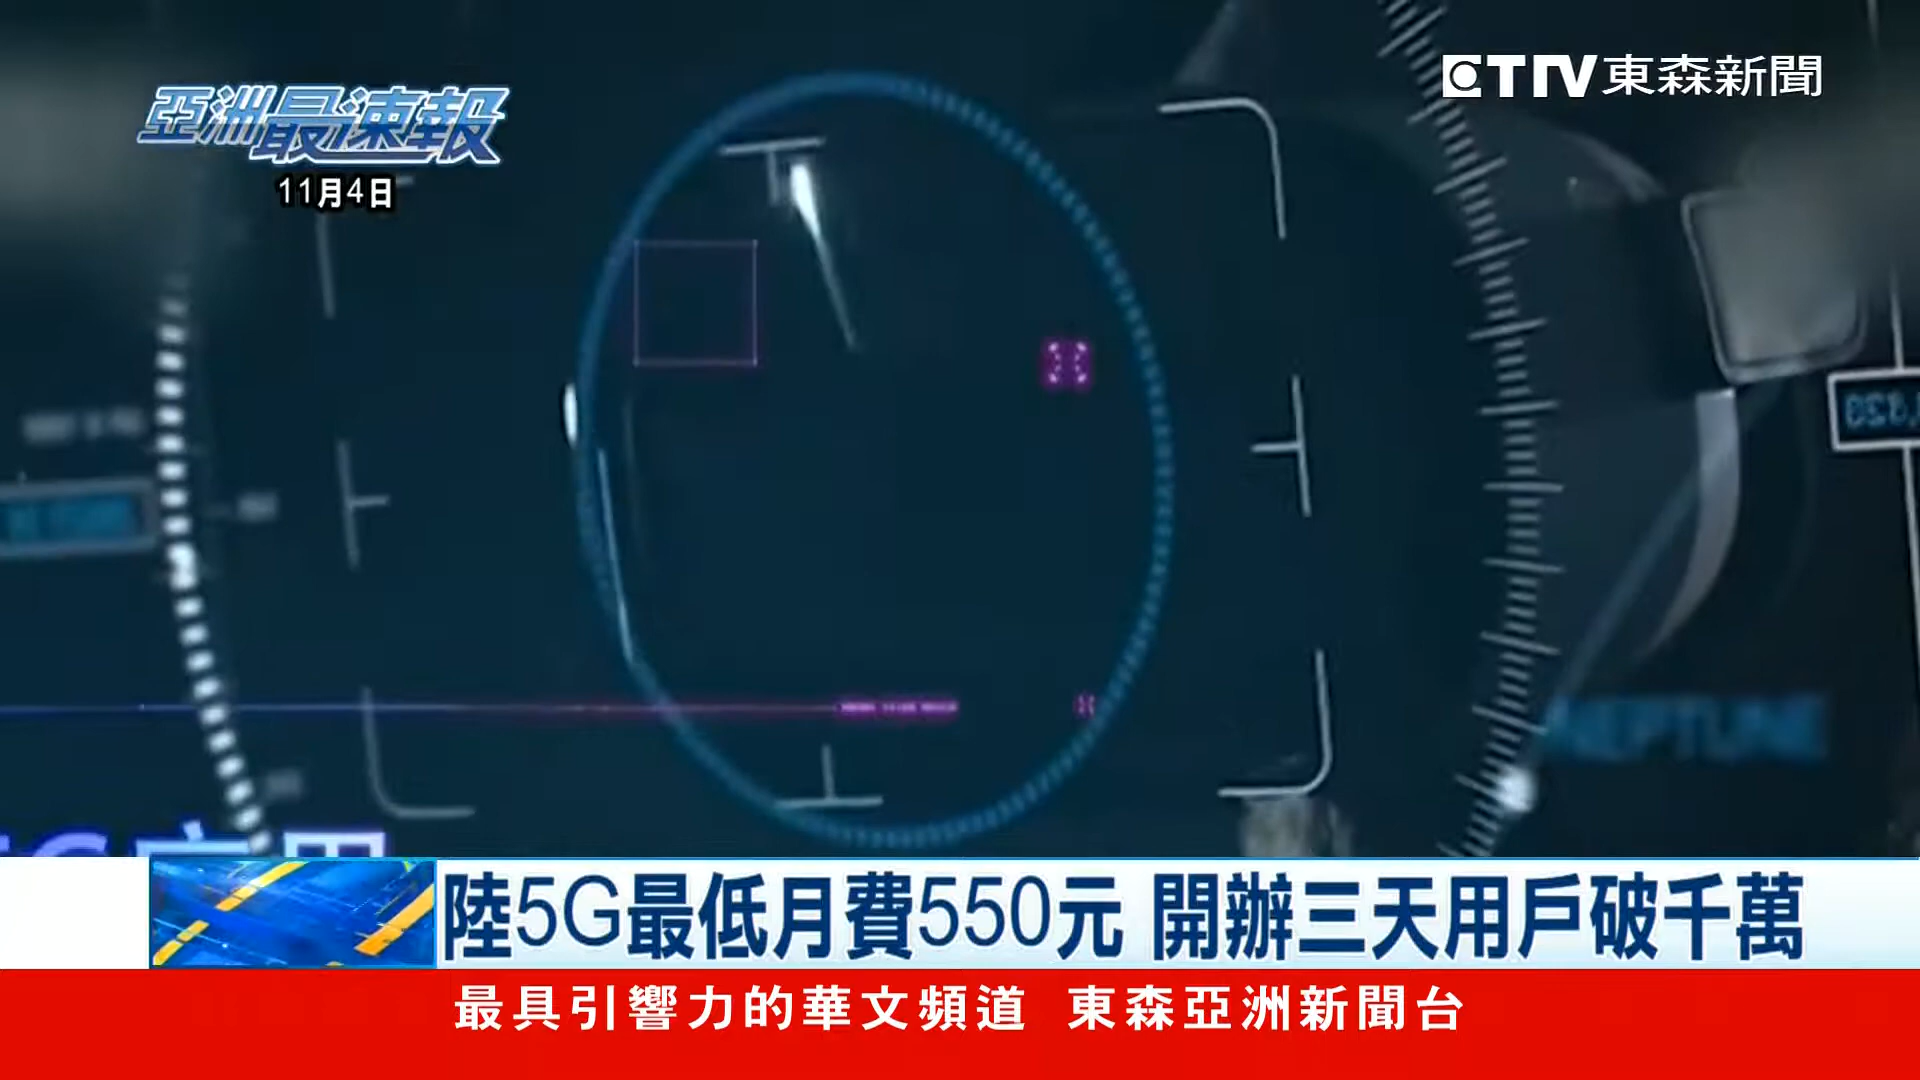 ETTV東森新聞
亞洲最速報
11月4日
NEPTUNE
陸5G最低月費550元 開辦三天用戶破千萬
最具引響力的華文頻道 東森亞洲新聞台